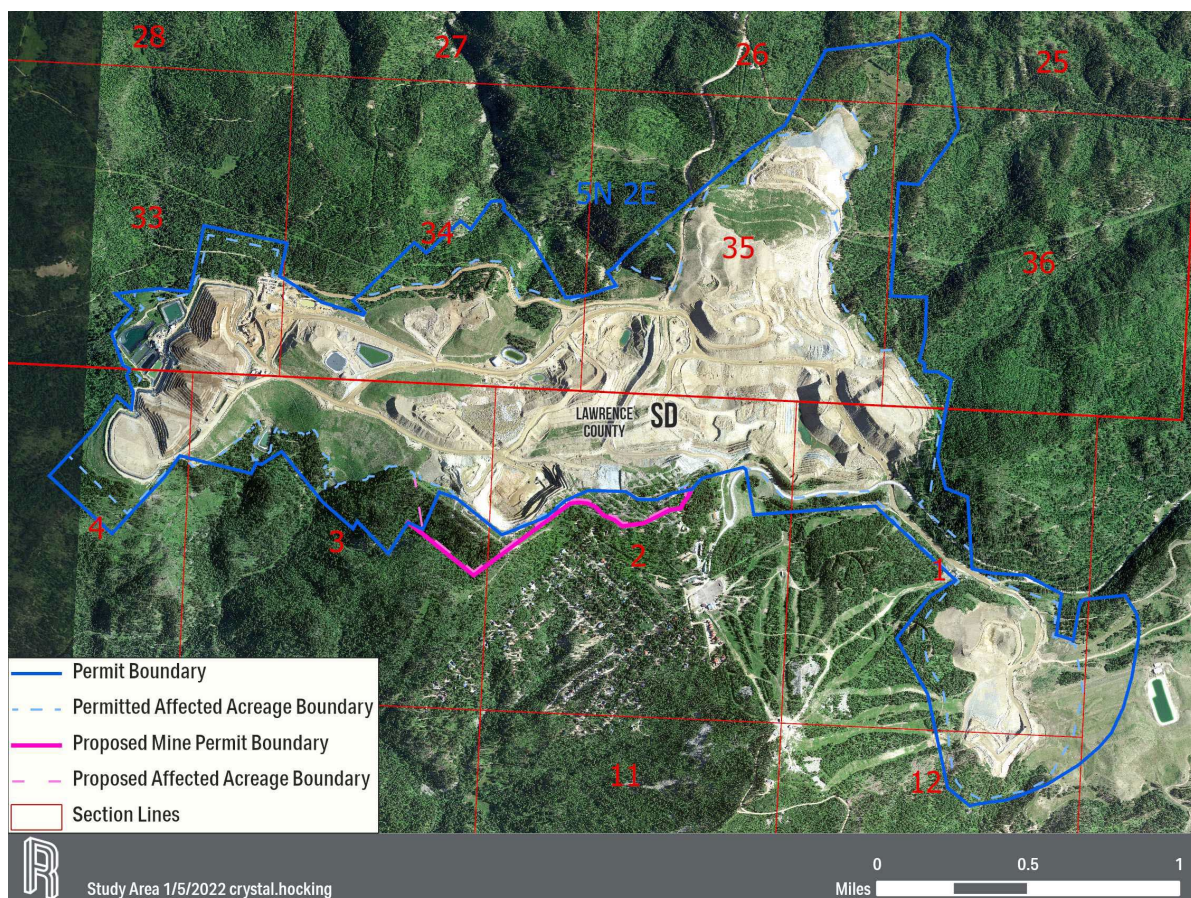 28
27
26
25
5N 2E
33
34
35
36
LAWRENCE
COUNTY
SD
4
3
2
1
11
12
Permit Boundary
Permitted Affected Acreage Boundary
Proposed Mine Permit Boundary
Proposed Affected Acreage Boundary
Section Lines
R
Study Area 1/5/2022 crystal.hocking
0 0.5 1
Miles